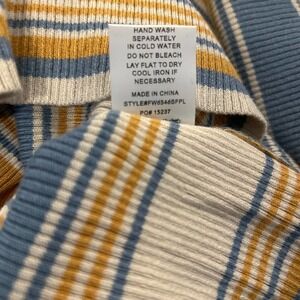 HAND WASH
SEPARATELY
IN COLD WATER
DO NOT BLEACH
LAY FLAT TO DRY
COOL IRON IF
NECESSARY
MADE IN CHINA
STYLE#FW6S46SFPL
PO# 15237